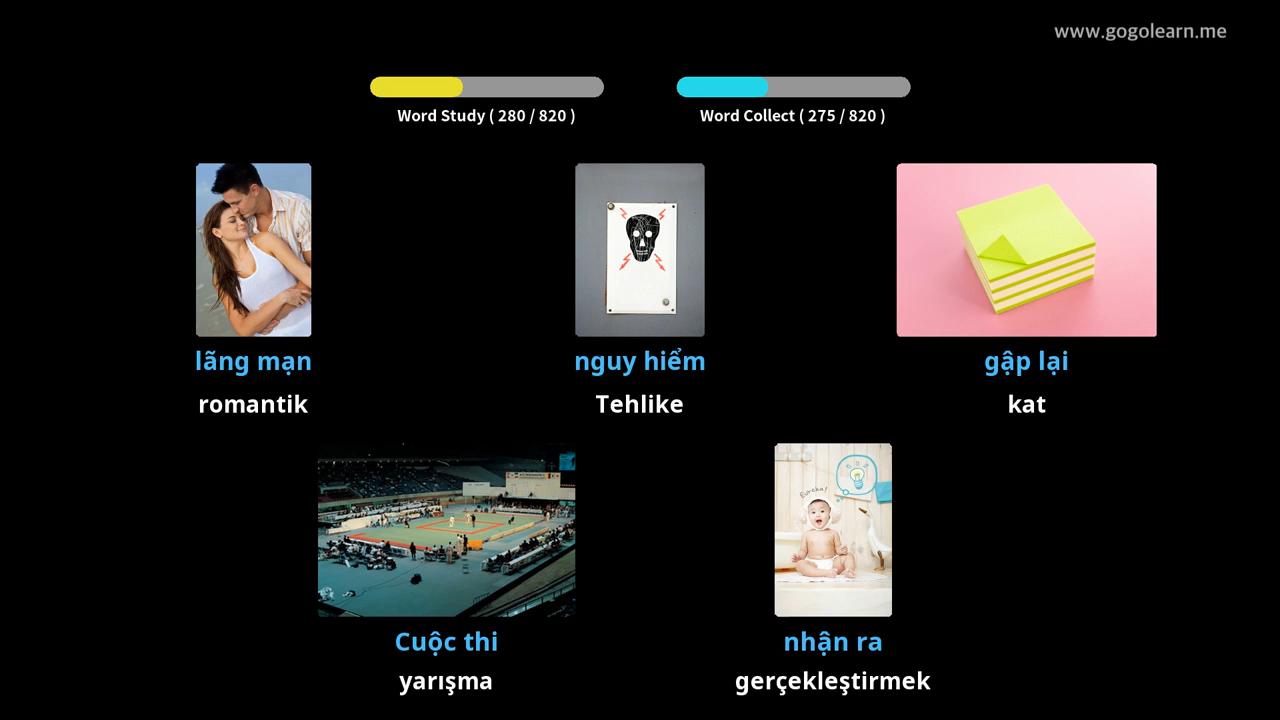 www.gogolearn.me
Word Study ( 280 / 820 )
Word Collect ( 275 / 820 )
lãng mạn
nguy hiểm
gập lại
romantik
Tehlike
kat
Eureka!
Cuộc thi
nhận ra
yarışma
gerçekleştirmek